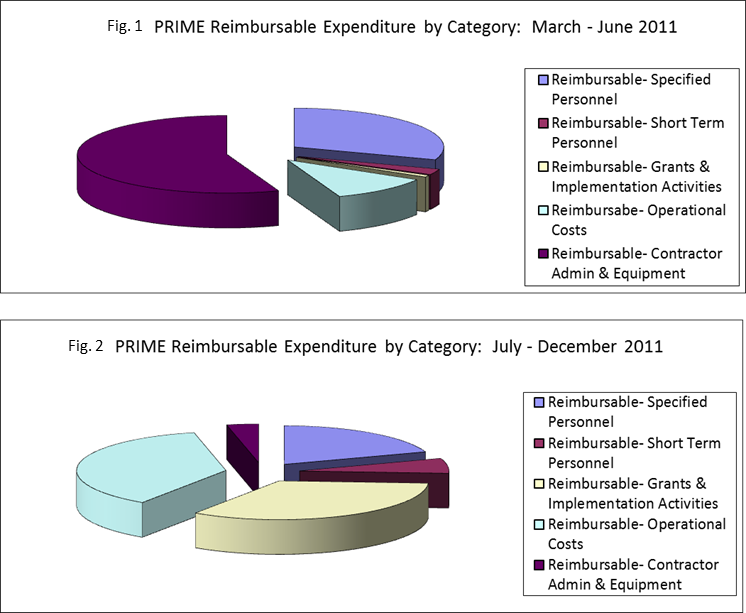 Fig. 1 PRIME Reimbursable Expenditure by Category: March - June 2011
Reimbursable- Specified
Personnel
Reimbursable- Short Term
Personnel
Reimbursable- Grants &
Implementation Activities
Reimbursabe- Operational
Costs
Reimbursable- Contractor
Admin & Equipment
Fig. 2 PRIME Reimbursable Expenditure by Category: July - December 2011
Reimbursable- Specified
Personnel
Reimbursable- Short Term
Personnel
Reimbursable- Grants &
Implementation Activities
Reimbursable- Operational
Costs
Reimbursable- Contractor
Admin & Equipment